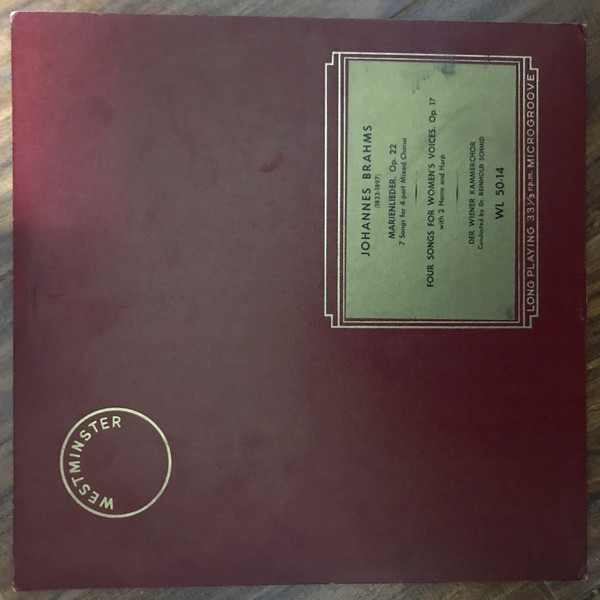 JOHANNES BRAHMS
(1833-1897)
MARIENLIEDER, Op. 22
7 Songs for 4-part Mixed Chorus
FOUR SONGS FOR WOMEN'S VOICES, Op. 17
with 2 Horns and Harp
DER WIENER KAMMERCHOR
Conducted by Dr. REINHOLD SCHMID
WL 50-14
LONG PLAYING 33⅓ r.p.m. MICROGROOVE
WESTMINSTER